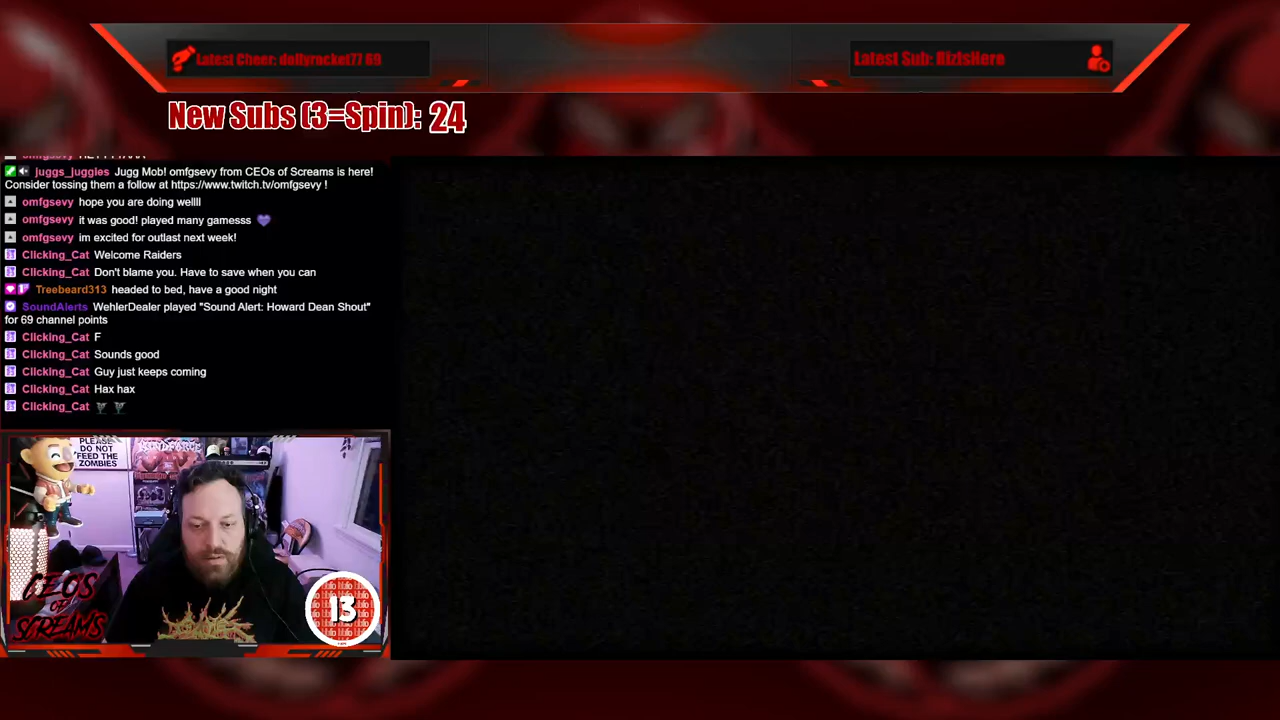 Latest Cheer: dollyrocket77 69
Latest Sub: RizIsHero
New Subs (3=Spin): 24
juggs_juggies Jugg Mob! omfgsevy from CEOs of Screams is here!
Consider tossing them a follow at https://www.twitch.tv/omfgsevy !
omfgsevy hope you are doing wellll
omfgsevy it was good! played many gamesss
omfgsevy im excited for outlast next week!
Clicking_Cat Welcome Raiders
Clicking_Cat Don't blame you. Have to save when you can
Treebeard313 headed to bed, have a good night
SoundAlerts WehlerDealer played "Sound Alert: Howard Dean Shout"
for 69 channel points
Clicking_Cat F
Clicking_Cat Sounds good
Clicking_Cat Guy just keeps coming
Clicking_Cat Hax hax
Clicking_Cat
PLEASE
DO NOT
FEED THE
ZOMBIES
CEOS
OF
SCREAMS
13